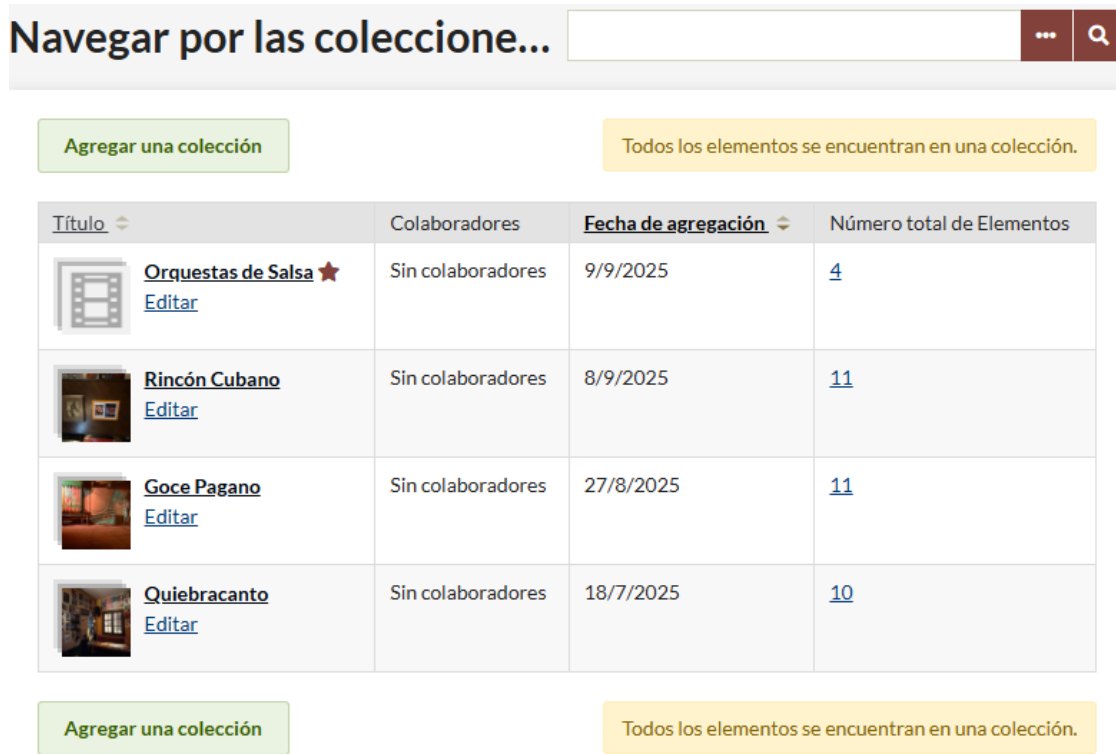 Navegar por las coleccione...
Agregar una colección
Todos los elementos se encuentran en una colección.
Título Colaboradores Fecha de agregación Número total de Elementos
Orquestas de Salsa Sin colaboradores 9/9/2025 4
Editar
Rincón Cubano Sin colaboradores 8/9/2025 11
Editar
Goce Pagano Sin colaboradores 27/8/2025 11
Editar
Quiebracanto Sin colaboradores 18/7/2025 10
Editar
Agregar una colección
Todos los elementos se encuentran en una colección.